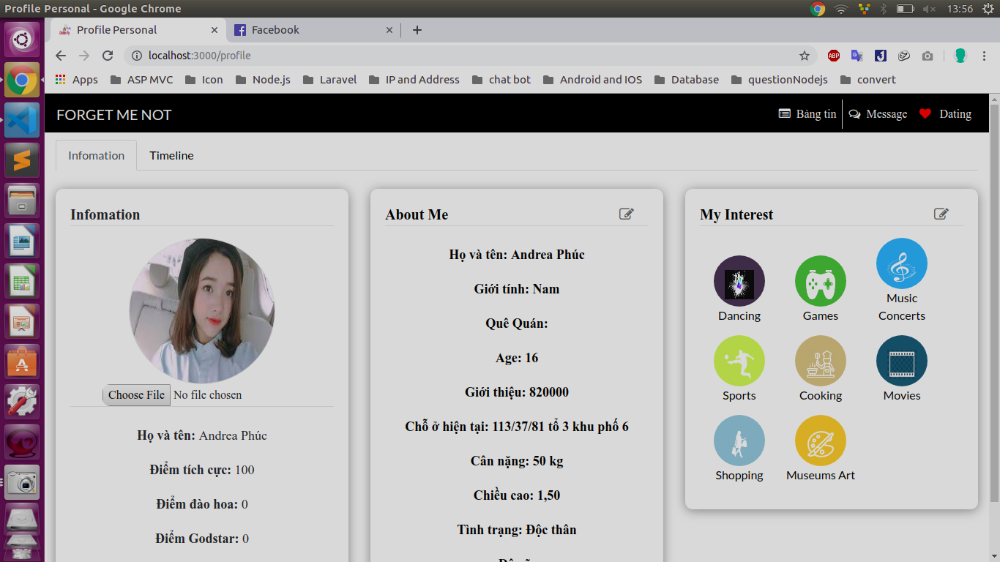 Profile Personal - Google Chrome
13:56
Profile Personal
Facebook
localhost:3000/profile
ABP
Apps
ASP MVC
Icon
Node.js
Laravel
IP and Address
chat bot
Android and IOS
Database
questionNodejs
convert
FORGET ME NOT
Bảng tin
Message
Dating
Infomation
Timeline
Infomation
Choose File No file chosen
Họ và tên: Andrea Phúc
Điểm tích cực: 100
Điểm đào hoa: 0
Điểm Godstar: 0
About Me
Họ và tên: Andrea Phúc
Giới tính: Nam
Quê Quán:
Age: 16
Giới thiệu: 820000
Chỗ ở hiện tại: 113/37/81 tổ 3 khu phố 6
Cân nặng: 50 kg
Chiều cao: 1,50
Tình trạng: Độc thân
My Interest
Dancing
Games
Music
Concerts
Sports
Cooking
Movies
Shopping
Museums Art